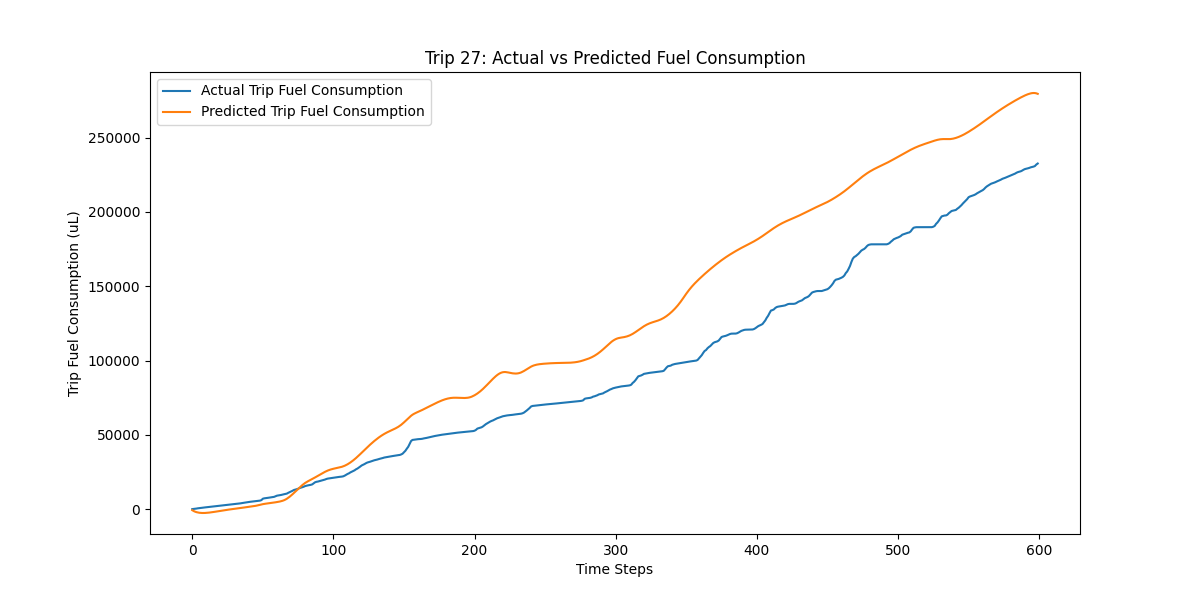 Trip 27: Actual vs Predicted Fuel Consumption
Actual Trip Fuel Consumption
Predicted Trip Fuel Consumption
Trip Fuel Consumption (uL)
250000
200000
150000
100000
50000
0
0 100 200 300 400 500 600
Time Steps